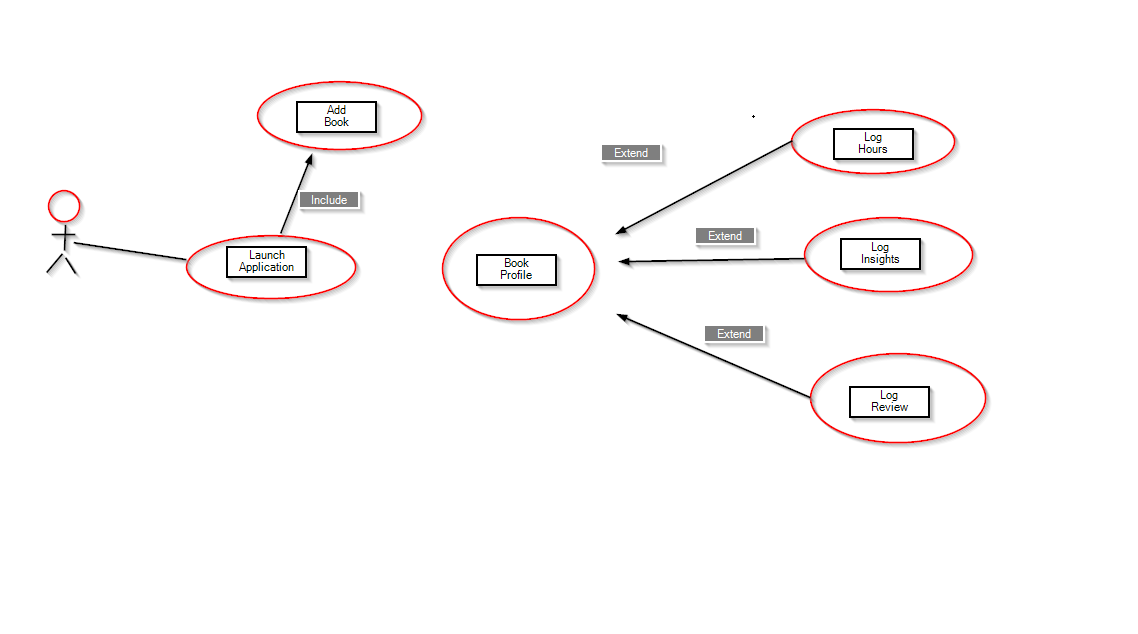 Add
Book
Include
Launch
Application
Book
Profile
Extend
Log
Hours
Extend
Log
Insights
Extend
Log
Review